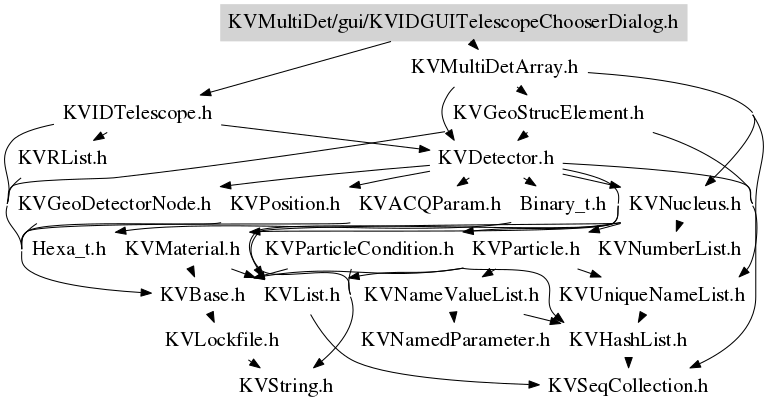 KVMultiDet/gui/KVIDGUITelescopeChooserDialog.h
KVMultiDetArray.h
KVIDTelescope.h
KVGeoStrucElement.h
KVRList.h
KVDetector.h
KVGeoDetectorNode.h
KVPosition.h
KVACQParam.h
Binary_t.h
KVNucleus.h
Hexa_t.h
KVMaterial.h
KVParticleCondition.h
KVParticle.h
KVNumberList.h
KVBase.h
KVList.h
KVNameValueList.h
KVUniqueNameList.h
KVLockfile.h
KVNamedParameter.h
KVHashList.h
KVString.h
KVSeqCollection.h